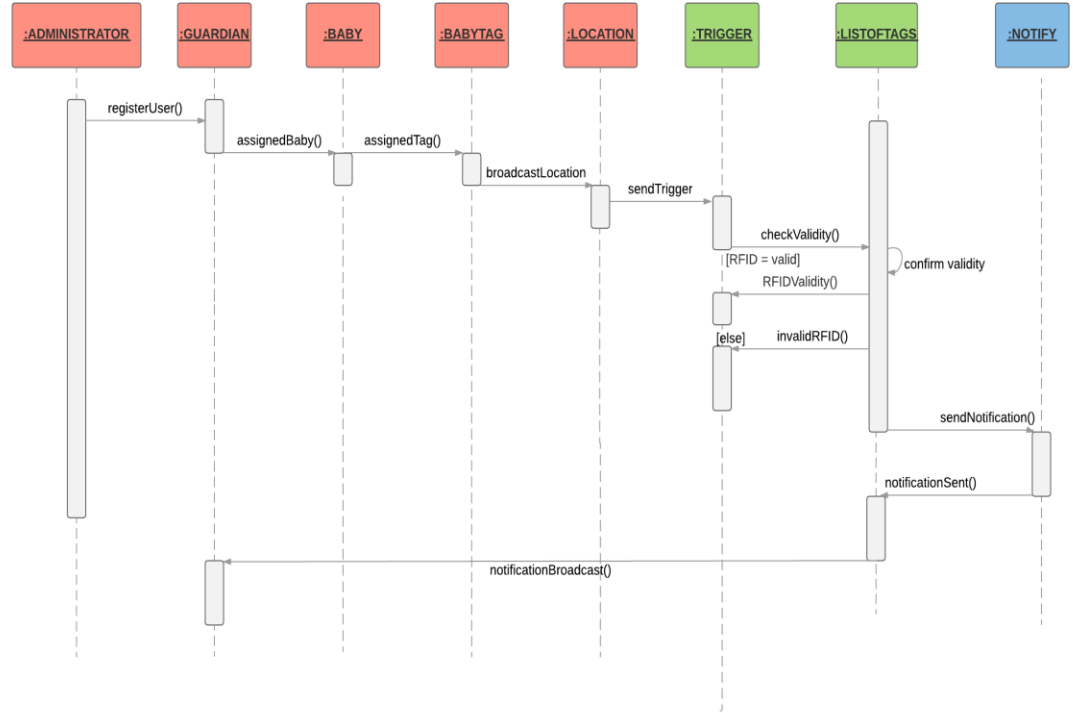 :ADMINISTRATOR
:GUARDIAN
:BABY
:BABYTAG
:LOCATION
:TRIGGER
:LISTOFTAGS
:NOTIFY
registerUser()
assignedBaby()
assignedTag()
broadcastLocation
sendTrigger
checkValidity()
[RFID = valid]
confirm validity
RFIDValidity()
[else]
invalidRFID()
sendNotification()
notificationSent()
notificationBroadcast()